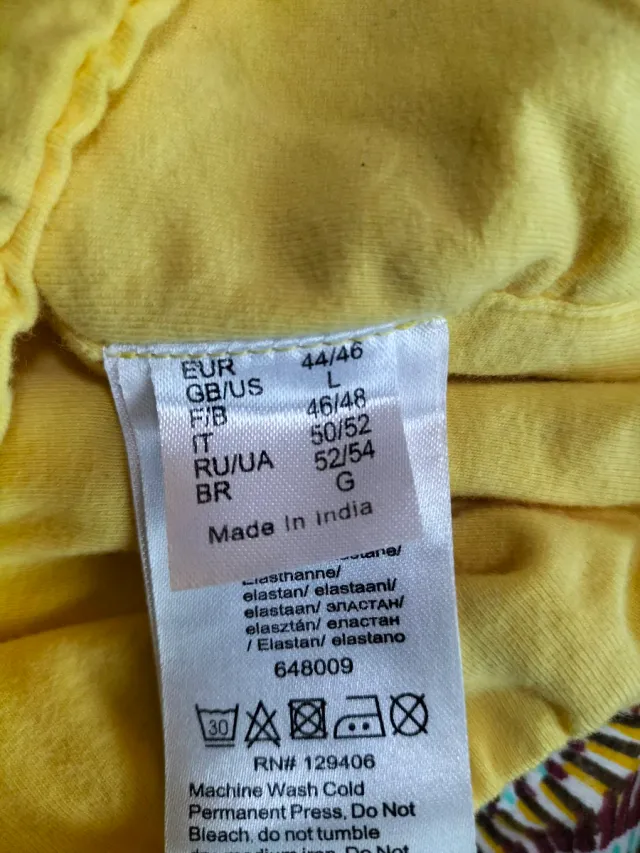 EUR 44/46
GB/US L
F/B 46/48
IT 50/52
RU/UA 52/54
BR G
Made In India
Elasthanne/
elastan/ elastaani/
elastaan/ ЭЛАСТАН/
elasztán/ еластан
/ Elastan/ elastano
648009
30
RN# 129406
Machine Wash Cold
Permanent Press, Do Not
Bleach, do not tumble